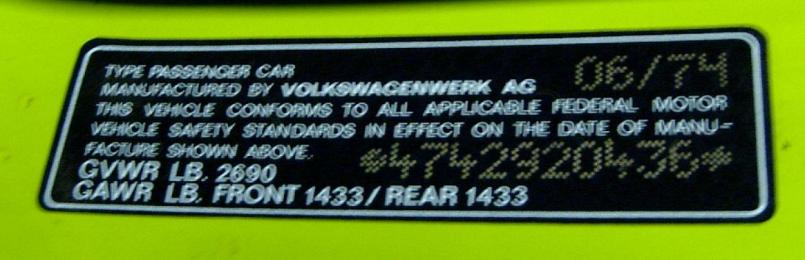 TYPE PASSENGER CAR 06/74
MANUFACTURED BY VOLKSWAGENWERK AG
THIS VEHICLE CONFORMS TO ALL APPLICABLE FEDERAL MOTOR
VEHICLE SAFETY STANDARDS IN EFFECT ON THE DATE OF MANU-
FACTURE SHOWN ABOVE. *4742920436*
GVWR LB. 2690
GAWR LB. FRONT 1433/ REAR 1433